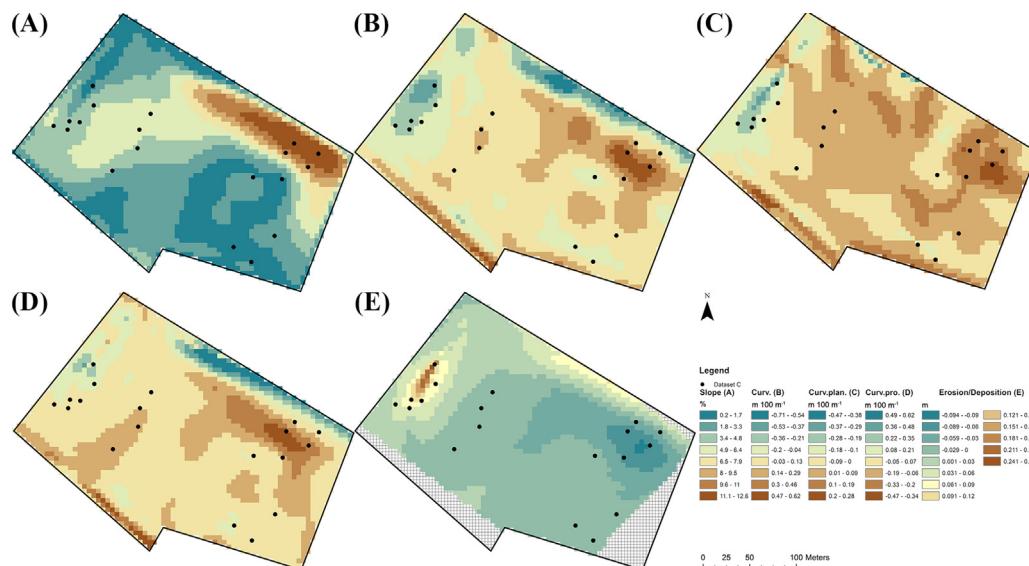 (A)
(B)
(C)
(D)
(E)
N
Legend
Dataset C
Slope (A) Curv. (B) Curv.plan. (C) Curv.pro. (D) Erosion/Deposition (E)
% m 100 m⁻¹ m 100 m⁻¹ m 100 m⁻¹ m
0.2 - 1.7 -0.71 - -0.54 -0.47 - -0.38 0.49 - 0.62 -0.094 - -0.09 0.121 - 0.
1.8 - 3.3 -0.53 - -0.37 -0.37 - -0.29 0.36 - 0.48 -0.089 - -0.06 0.151 - 0.
3.4 - 4.8 -0.36 - -0.21 -0.28 - -0.19 0.22 - 0.35 -0.059 - -0.03 0.181 - 0.
4.9 - 6.4 -0.2 - -0.04 -0.18 - -0.1 0.08 - 0.21 -0.029 - 0 0.211 - 0.
6.5 - 7.9 -0.03 - 0.13 -0.09 - 0 -0.05 - 0.07 0.001 - 0.03 0.241 - 0.
8 - 9.5 0.14 - 0.29 0.01 - 0.09 -0.19 - -0.06 0.031 - 0.06
9.6 - 11 0.3 - 0.46 0.1 - 0.19 -0.33 - -0.2 0.061 - 0.09
11.1 - 12.6 0.47 - 0.62 0.2 - 0.28 -0.47 - -0.34 0.091 - 0.12
0 25 50 100 Meters